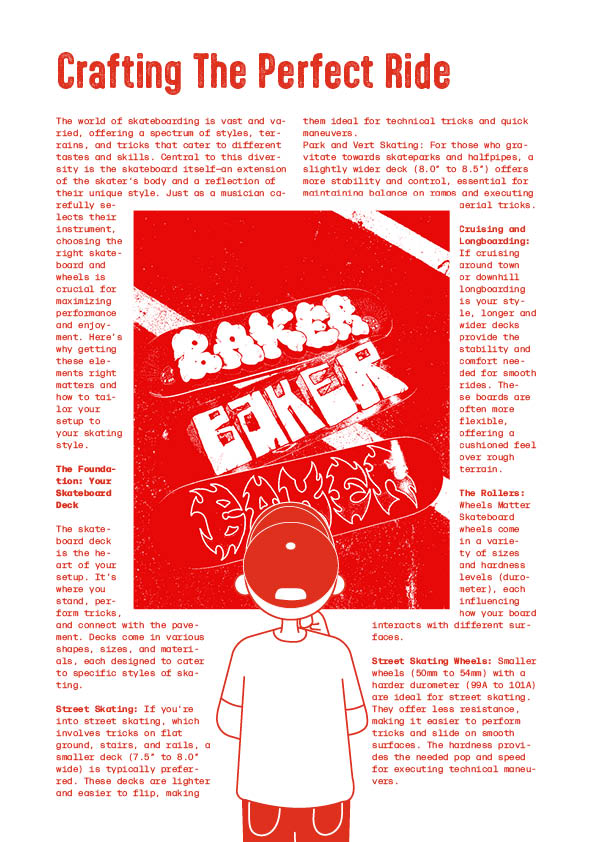 Crafting The Perfect Ride
The world of skateboarding is vast and va-
ried, offering a spectrum of styles, ter-
rains, and tricks that cater to different
tastes and skills. Central to this diver-
sity is the skateboard itself—an extension
of the skater's body and a reflection of
their unique style. Just as a musician ca-
refully se-
lects their
instrument,
choosing the
right skate-
board and
wheels is
crucial for
maximizing
performance
and enjoy-
ment. Here's
why getting
these ele-
ments right
matters and
how to tai-
lor your
setup to
your skating
style.
The Founda-
tion: Your
Skateboard
Deck
The skate-
board deck
is the he-
art of your
setup. It's
where you
stand, per-
form tricks,
and connect with the pave-
ment. Decks come in various
shapes, sizes, and materi-
als, each designed to cater
to specific styles of ska-
ting.
Street Skating: If you're
into street skating, which
involves tricks on flat
ground, stairs, and rails, a
smaller deck (7.5″ to 8.0″
wide) is typically prefer-
red. These decks are lighter
and easier to flip, making
them ideal for technical tricks and quick
maneuvers.
Park and Vert Skating: For those who gra-
vitate towards skateparks and halfpipes, a
slightly wider deck (8.0″ to 8.5″) offers
more stability and control, essential for
maintaining balance on ramps and executing
aerial tricks.
Cruising and
Longboarding:
If cruising
around town
or downhill
longboarding
is your sty-
le, longer and
wider decks
provide the
stability and
comfort nee-
ded for smooth
rides. The-
se boards are
often more
flexible,
offering a
cushioned feel
over rough
terrain.
The Rollers:
Wheels Matter
Skateboard
wheels come
in a varie-
ty of sizes
and hardness
levels (duro-
meter), each
influencing
how your board
interacts with different sur-
faces.
Street Skating Wheels: Smaller
wheels (50mm to 54mm) with a
harder durometer (99A to 101A)
are ideal for street skating.
They offer less resistance,
making it easier to perform
tricks and slide on smooth
surfaces. The hardness provi-
des the needed pop and speed
for executing technical maneu-
vers.
BAKER
BAKER
BAKER